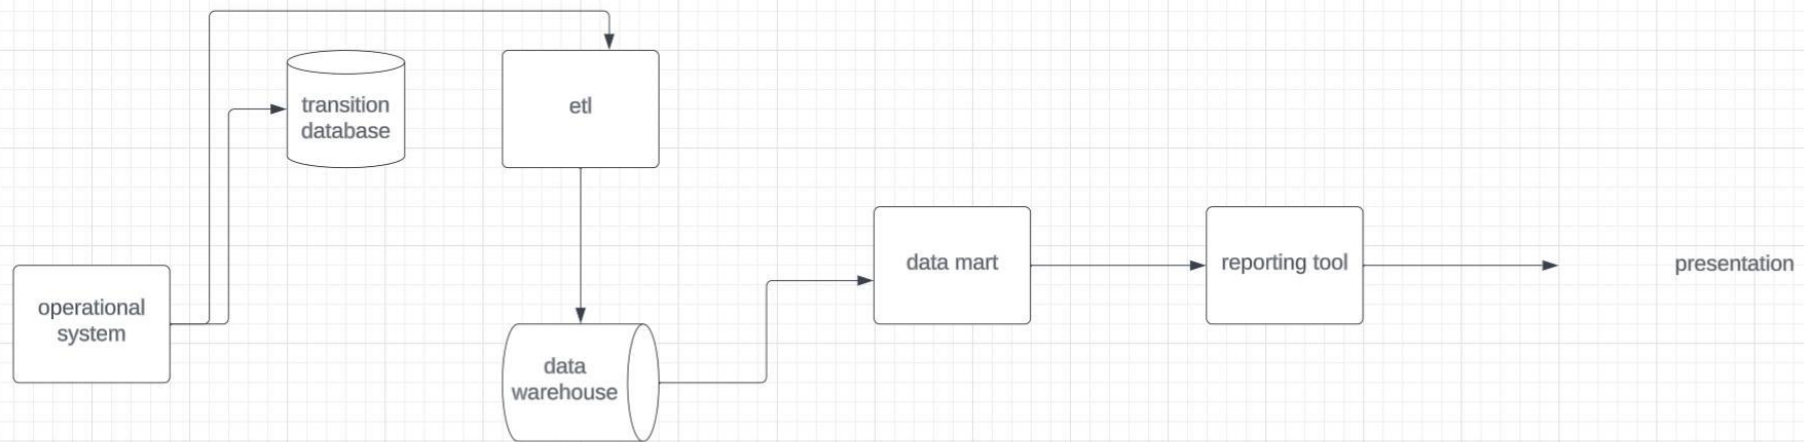 transition
database
etl
operational
system
data
warehouse
data mart
reporting tool
presentation